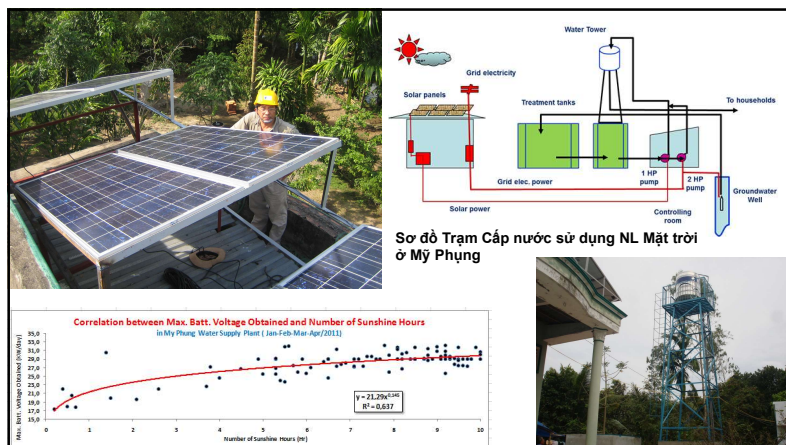 Water Tower
Grid electricity
Solar panels
Treatment tanks
To households
1 HP
pump
2 HP
pump
Grid elec. power
Groundwater
Well
Solar power
Controlling
room
Sơ đồ Trạm Cấp nước sử dụng NL Mặt trời
ở Mỹ Phụng
Correlation between Max. Batt. Voltage Obtained and Number of Sunshine Hours
in My Phung Water Supply Plant ( Jan-Feb-Mar-Apr/2011)
Max. Batt. Voltage Obtained (kW/day)
35,0
33,0
31,0
29,0
27,0
25,0
23,0
21,0
19,0
17,0
15,0
y = 21,29x^0,145
R² = 0,637
0 1 2 3 4 5 6 7 8 9 10
Number of Sunshine Hours (Hr)